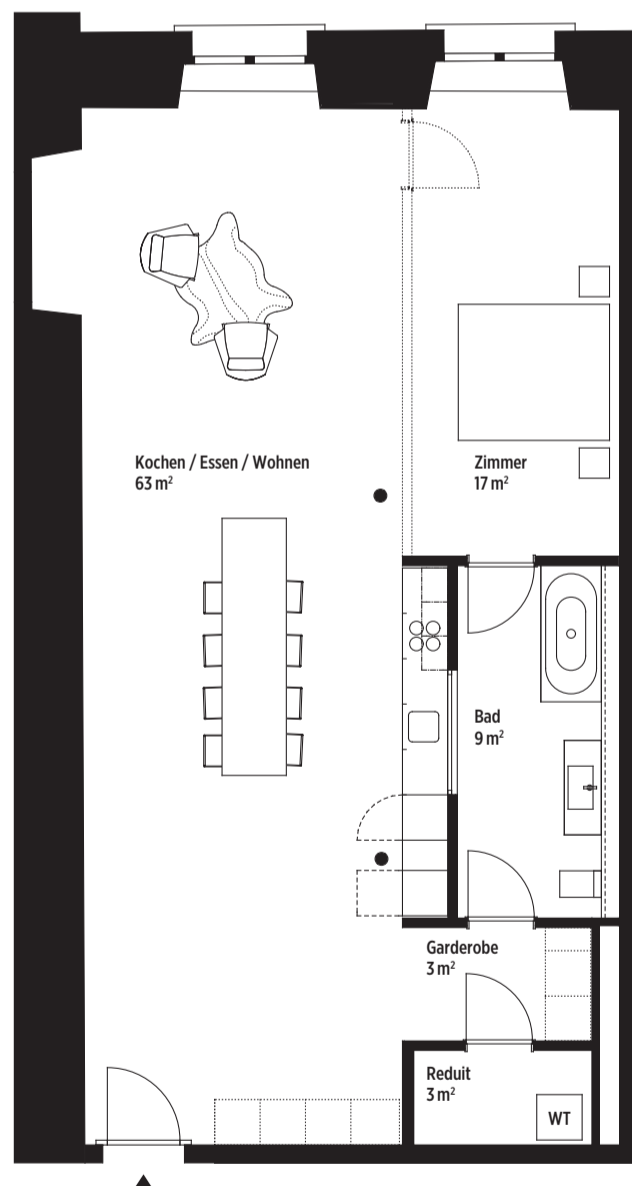 Kochen / Essen / Wohnen
63 m²
Zimmer
17 m²
Bad
9 m²
Garderobe
3 m²
Reduit
3 m²
WT